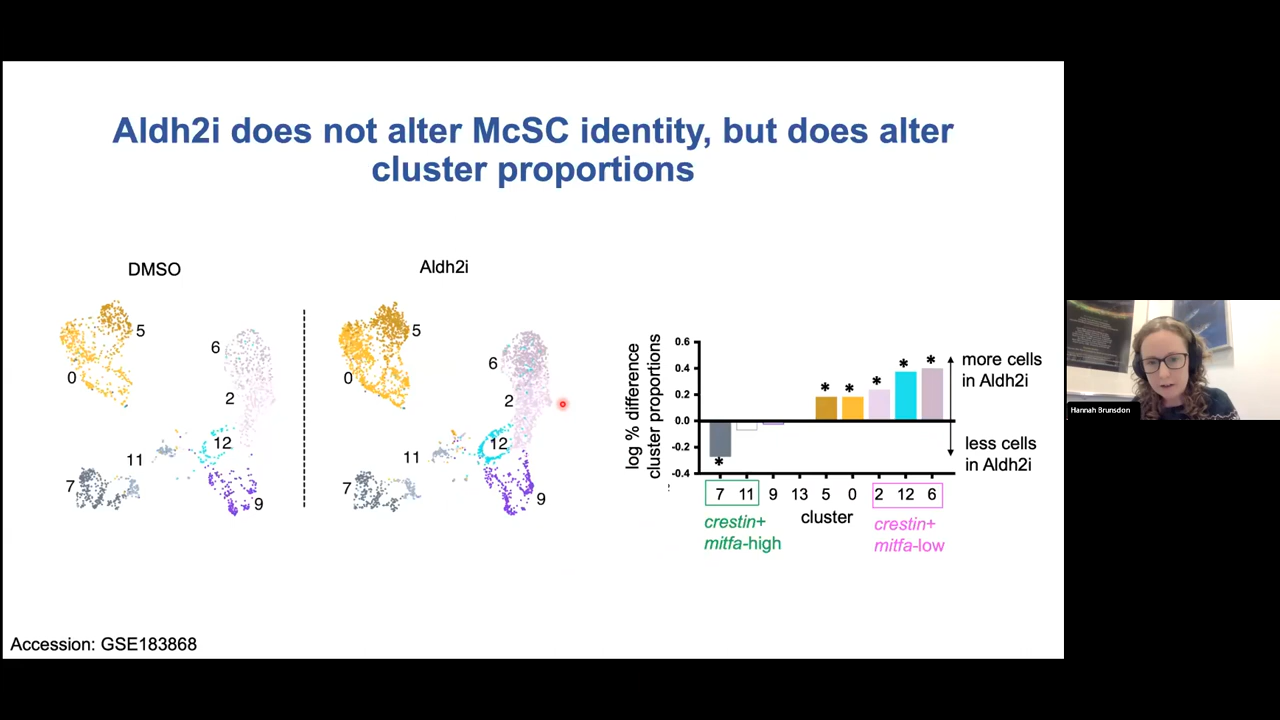 Aldh2i does not alter McSC identity, but does alter
cluster proportions
DMSO
5
6
0
2
12
11
7
9
Aldh2i
5
6
0
2
12
11
7
9
log % difference
cluster proportions
0.6
0.4
0.2
0.0
-0.2
-0.4
*
*
*
*
*
*
7 11 9 13 5 0 2 12 6
cluster
crestin+
mitfa-high
crestin+
mitfa-low
more cells
in Aldh2i
less cells
in Aldh2i
Accession: GSE183868
Hannah Brunsdon